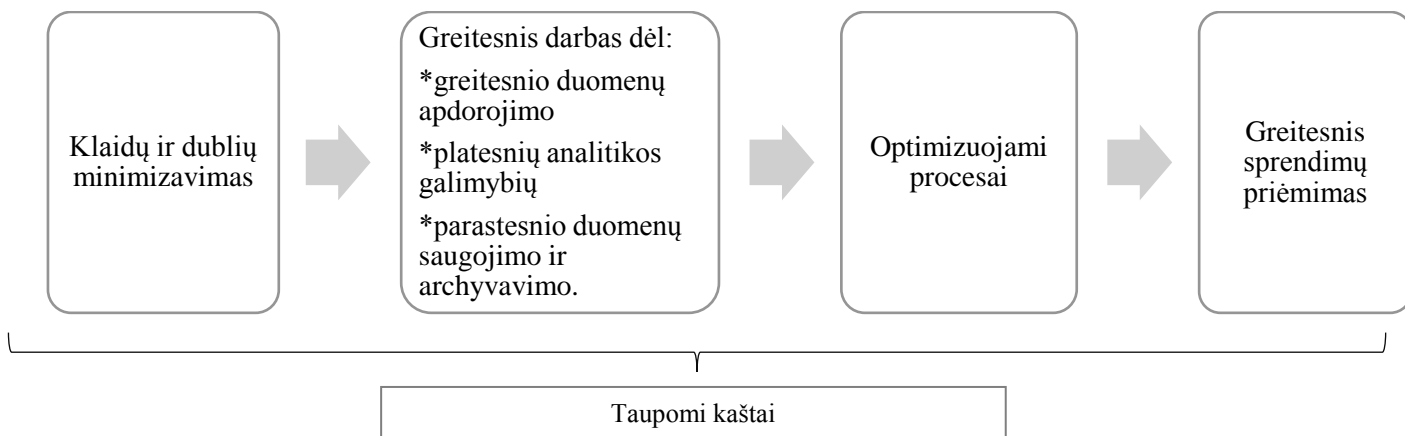 Klaidų ir dublių
minimizavimas
Greitesnis darbas dėl:
*greitesnio duomenų
apdorojimo
*platesnių analitikos
galimybių
*parastesnio duomenų
saugojimo ir
archyvavimo.
Optimizuojami
procesai
Greitesnis
sprendimų
priėmimas
Taupomi kaštai